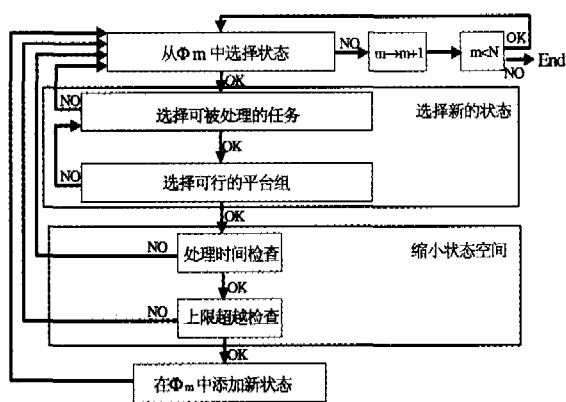 从Φm中选择状态
NO
m→m+1
m<N
OK
NO
End
OK
NO
选择可被处理的任务
选择新的状态
OK
NO
选择可行的平台组
OK
NO
处理时间检查
缩小状态空间
OK
NO
上限超越检查
OK
在Φm中添加新状态